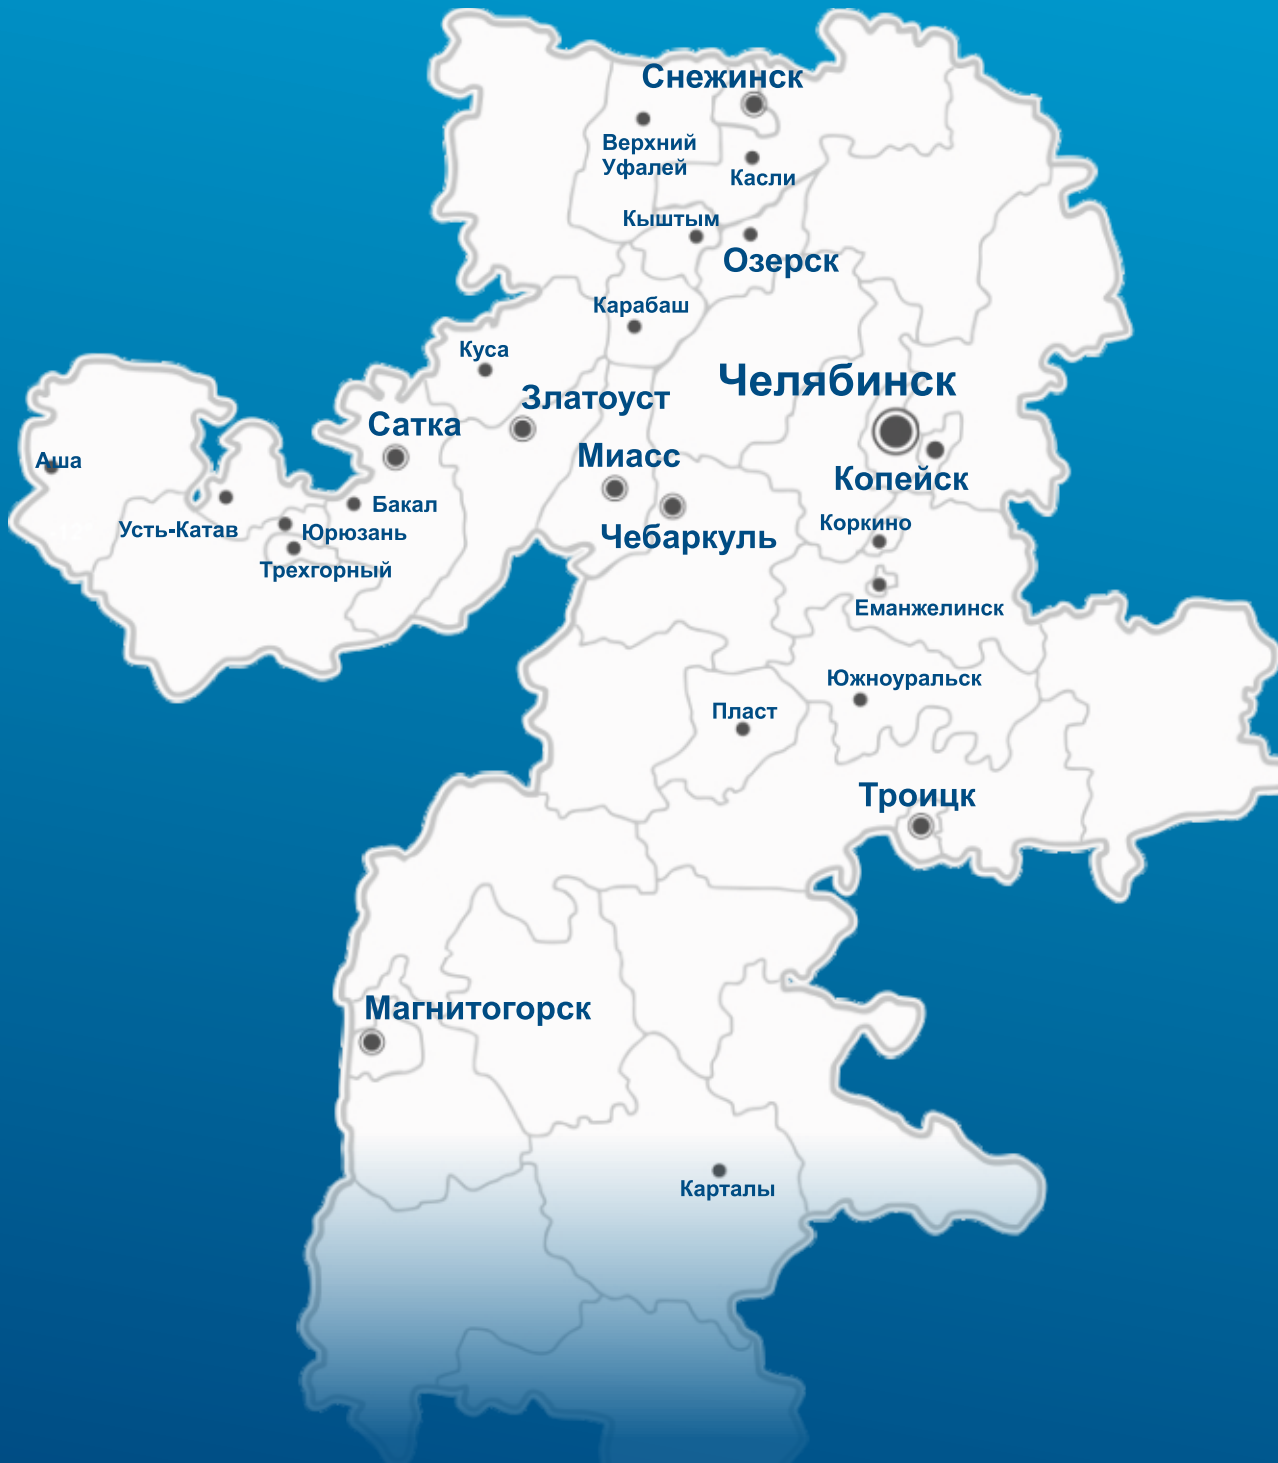 Снежинск
Верхний
Уфалей
Касли
Кыштым
Озерск
Карабаш
Куса
Челябинск
Златоуст
Сатка
Миасс
Аша
Копейск
Бакал
Коркино
Усть-Катав
Юрюзань
Чебаркуль
Трехгорный
Еманжелинск
Южноуральск
Пласт
Троицк
Магнитогорск
Карталы